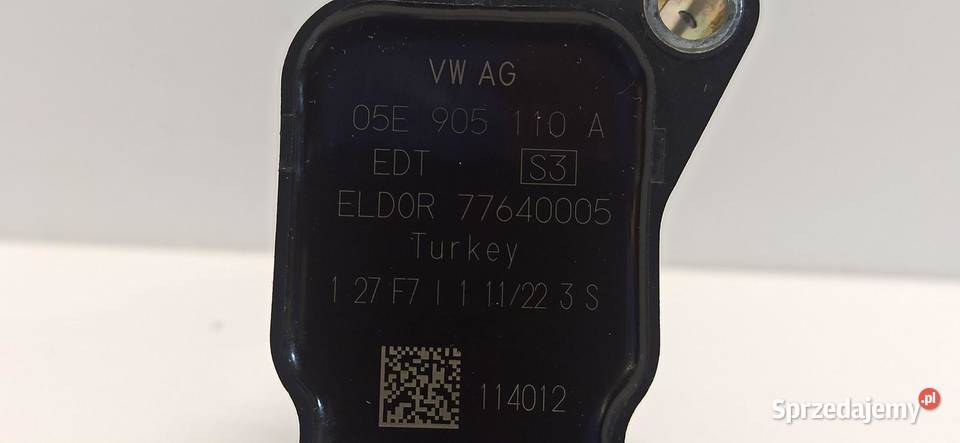 VW AG
05E 905 110 A
EDT S3
ELDOR 77640005
Turkey
1 27 F7 I 1 11/22 3 S
114012
Sprzedajemy.pl